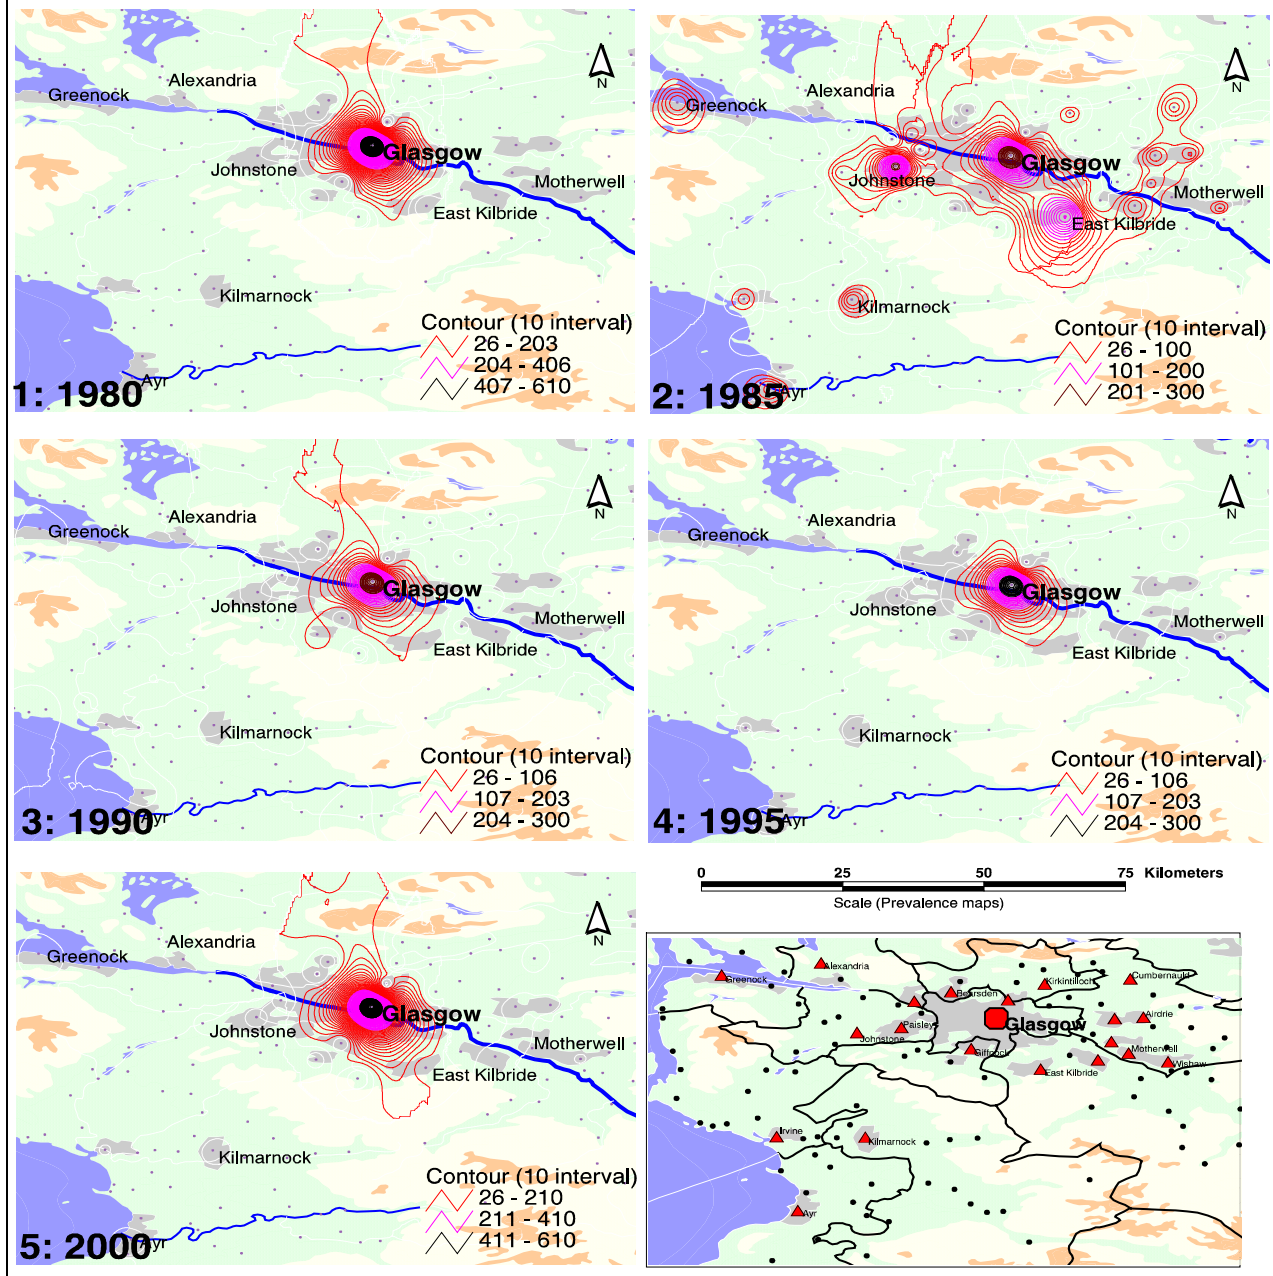 Alexandria
Greenock
Glasgow
Johnstone
Motherwell
East Kilbride
Kilmarnock
Ayr
N
Contour (10 interval)
26 - 203
204 - 406
407 - 610
1: 1980
Alexandria
Greenock
Glasgow
Johnstone
Motherwell
East Kilbride
Kilmarnock
Ayr
N
Contour (10 interval)
26 - 100
101 - 200
201 - 300
2: 1985
Alexandria
Greenock
Glasgow
Johnstone
Motherwell
East Kilbride
Kilmarnock
Ayr
N
Contour (10 interval)
26 - 106
107 - 203
204 - 300
3: 1990
Alexandria
Greenock
Glasgow
Johnstone
Motherwell
East Kilbride
Kilmarnock
Ayr
N
Contour (10 interval)
26 - 106
107 - 203
204 - 300
4: 1995
Alexandria
Greenock
Glasgow
Johnstone
Motherwell
East Kilbride
Kilmarnock
Ayr
N
Contour (10 interval)
26 - 210
211 - 410
411 - 610
5: 2000
0 25 50 75 Kilometers
Scale (Prevalence maps)
Alexandria
Greenock
Bearsden
Kirkintilloch
Cumbernauld
Airdrie
Glasgow
Paisley
Johnstone
Giffnock
Motherwell
Wishaw
East Kilbride
Irvine
Kilmarnock
Ayr